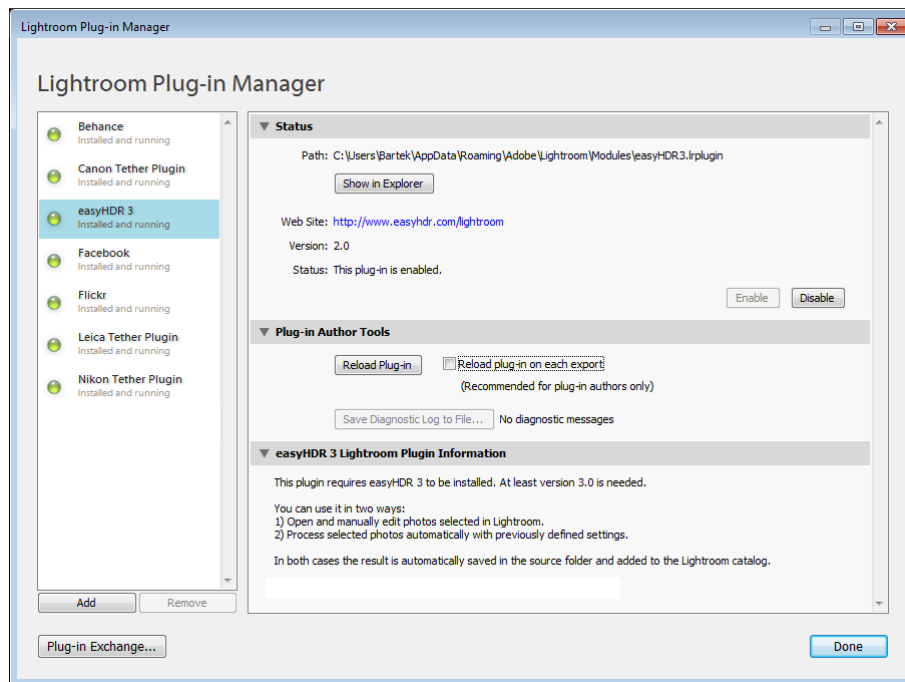 Lightroom Plug-in Manager
Lightroom Plug-in Manager
Behance
Installed and running
Canon Tether Plugin
Installed and running
easyHDR 3
Installed and running
Facebook
Installed and running
Flickr
Installed and running
Leica Tether Plugin
Installed and running
Nikon Tether Plugin
Installed and running
Add
Remove
Status
Path: C:\Users\Bartek\AppData\Roaming\Adobe\Lightroom\Modules\easyHDR3.lrplugin
Show in Explorer
Web Site: http://www.easyhdr.com/lightroom
Version: 2.0
Status: This plug-in is enabled.
Enable
Disable
Plug-in Author Tools
Reload Plug-in
Reload plug-in on each export
(Recommended for plug-in authors only)
Save Diagnostic Log to File...
No diagnostic messages
easyHDR 3 Lightroom Plugin Information
This plugin requires easyHDR 3 to be installed. At least version 3.0 is needed.
You can use it in two ways:
1) Open and manually edit photos selected in Lightroom.
2) Process selected photos automatically with previously defined settings.
In both cases the result is automatically saved in the source folder and added to the Lightroom catalog.
Plug-in Exchange...
Done